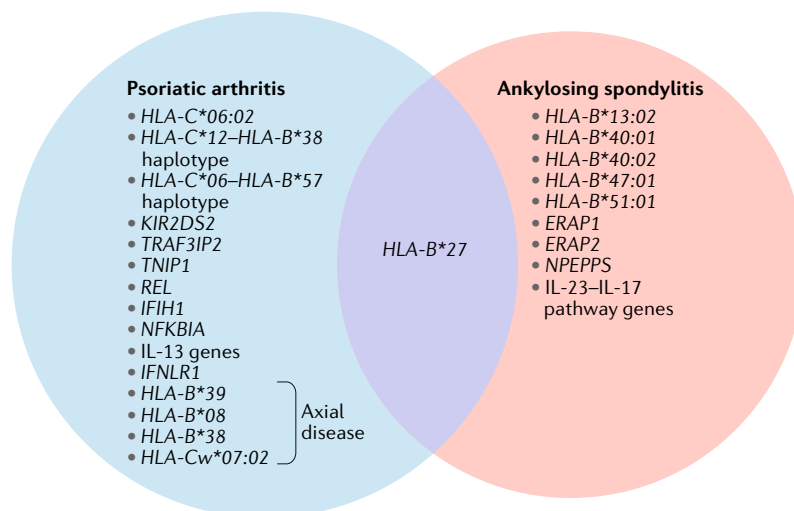 Psoriatic arthritis
• HLA-C*06:02
• HLA-C*12–HLA-B*38
haplotype
• HLA-C*06–HLA-B*57
haplotype
• KIR2DS2
• TRAF3IP2
• TNIP1
• REL
• IFIH1
• NFKBIA
• IL-13 genes
• IFNLR1
• HLA-B*39
• HLA-B*08
• HLA-B*38
• HLA-Cw*07:02
Axial
disease
HLA-B*27
Ankylosing spondylitis
• HLA-B*13:02
• HLA-B*40:01
• HLA-B*40:02
• HLA-B*47:01
• HLA-B*51:01
• ERAP1
• ERAP2
• NPEPPS
• IL-23–IL-17
pathway genes